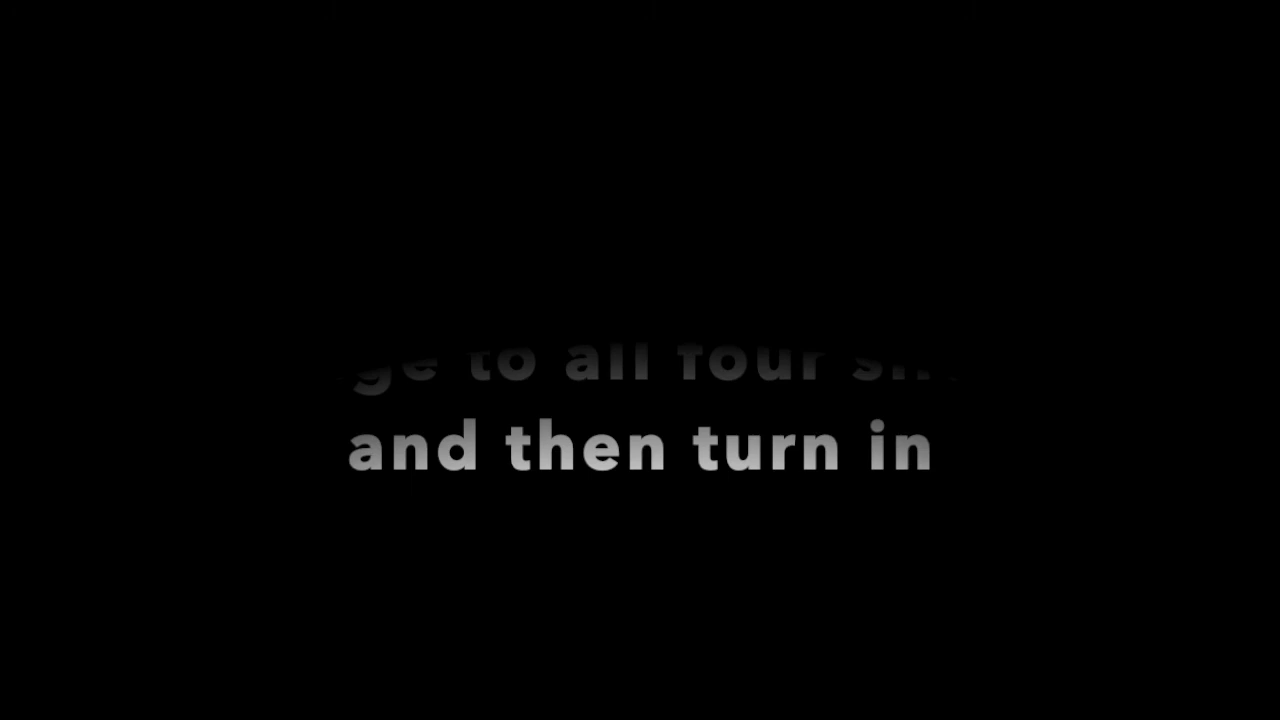 to all four
and then turn in